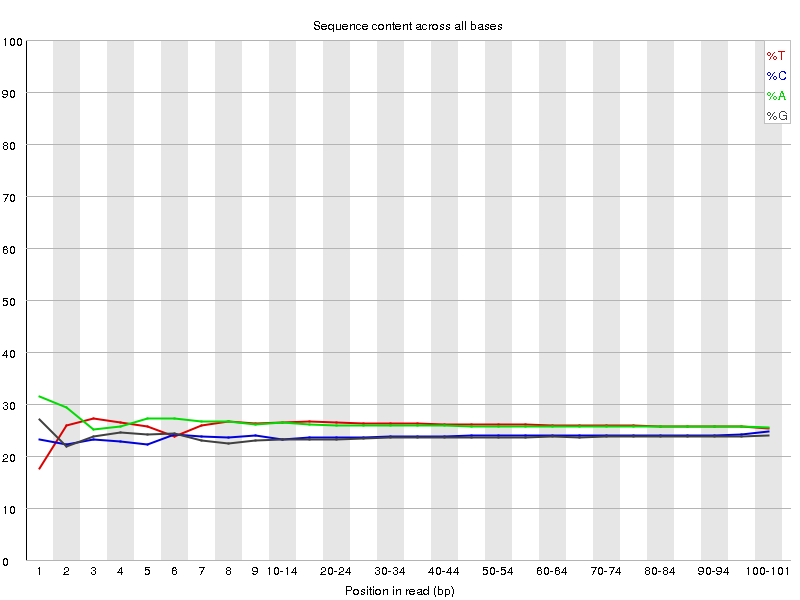 Sequence content across all bases
100
90
80
70
60
50
40
30
20
10
0
%T
%C
%A
%G
1 2 3 4 5 6 7 8 9 10-14 20-24 30-34 40-44 50-54 60-64 70-74 80-84 90-94 100-101
Position in read (bp)